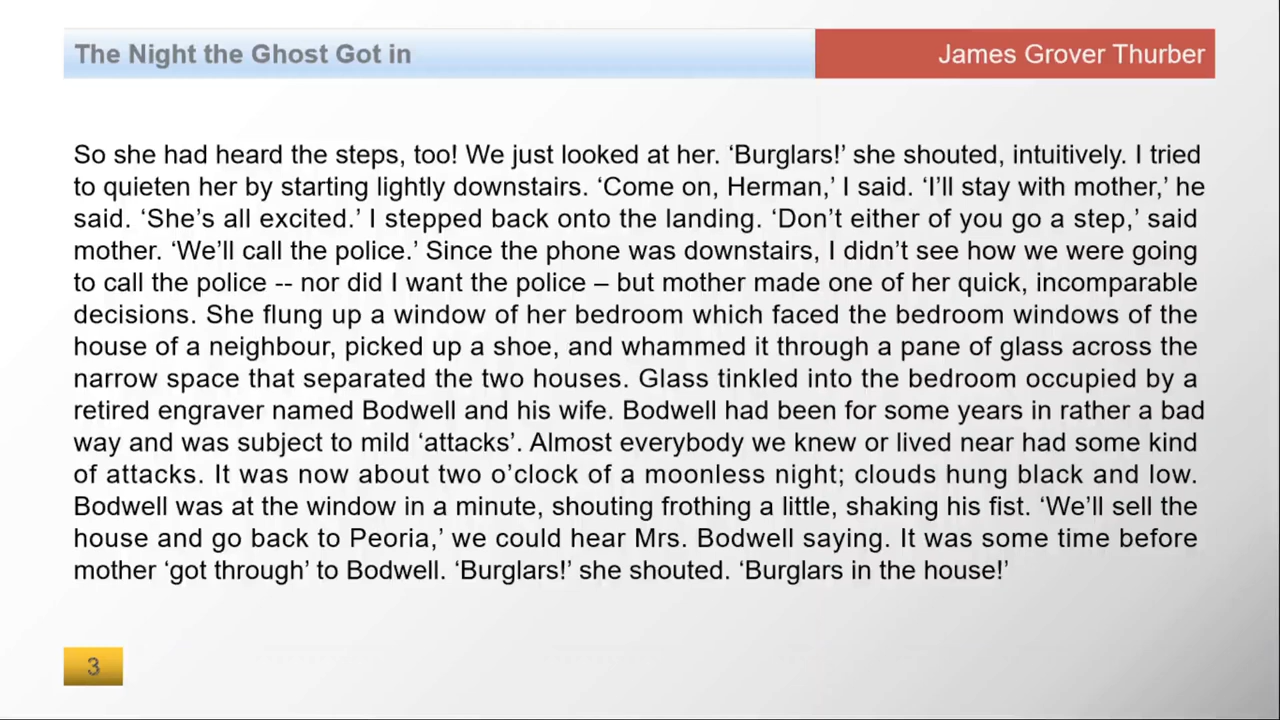 The Night the Ghost Got in
James Grover Thurber
So she had heard the steps, too! We just looked at her. ‘Burglars!’ she shouted, intuitively. I tried
to quieten her by starting lightly downstairs. ‘Come on, Herman,’ I said. ‘I’ll stay with mother,’ he
said. ‘She’s all excited.’ I stepped back onto the landing. ‘Don’t either of you go a step,’ said
mother. ‘We’ll call the police.’ Since the phone was downstairs, I didn’t see how we were going
to call the police -- nor did I want the police – but mother made one of her quick, incomparable
decisions. She flung up a window of her bedroom which faced the bedroom windows of the
house of a neighbour, picked up a shoe, and whammed it through a pane of glass across the
narrow space that separated the two houses. Glass tinkled into the bedroom occupied by a
retired engraver named Bodwell and his wife. Bodwell had been for some years in rather a bad
way and was subject to mild ‘attacks’. Almost everybody we knew or lived near had some kind
of attacks. It was now about two o’clock of a moonless night; clouds hung black and low.
Bodwell was at the window in a minute, shouting frothing a little, shaking his fist. ‘We’ll sell the
house and go back to Peoria,’ we could hear Mrs. Bodwell saying. It was some time before
mother ‘got through’ to Bodwell. ‘Burglars!’ she shouted. ‘Burglars in the house!’
3